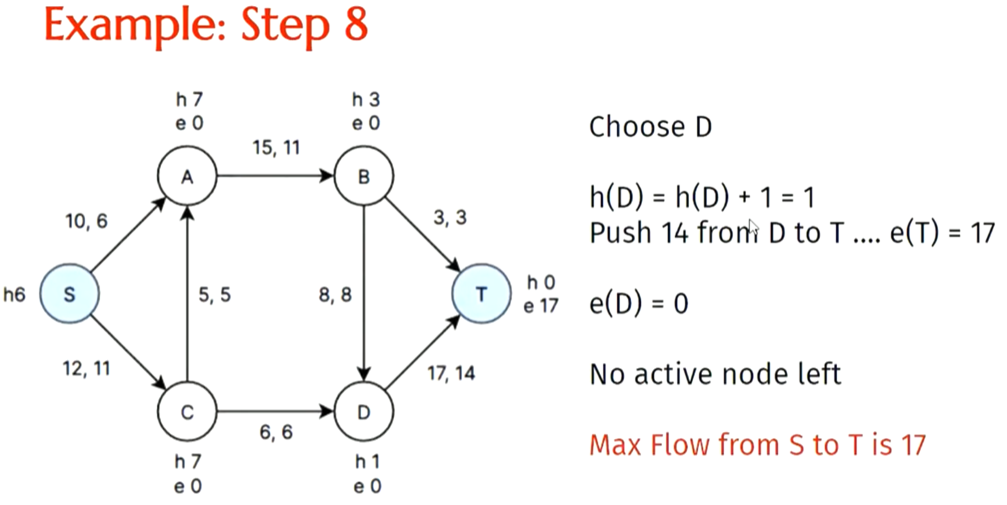 Example: Step 8
h 7
e 0
h 3
e 0
15, 11
A
B
10, 6
3, 3
h6
S
5, 5
8, 8
T
h 0
e 17
12, 11
17, 14
C
D
6, 6
h 7
e 0
h 1
e 0
Choose D
h(D) = h(D) + 1 = 1
Push 14 from D to T .... e(T) = 17
e(D) = 0
No active node left
Max Flow from S to T is 17